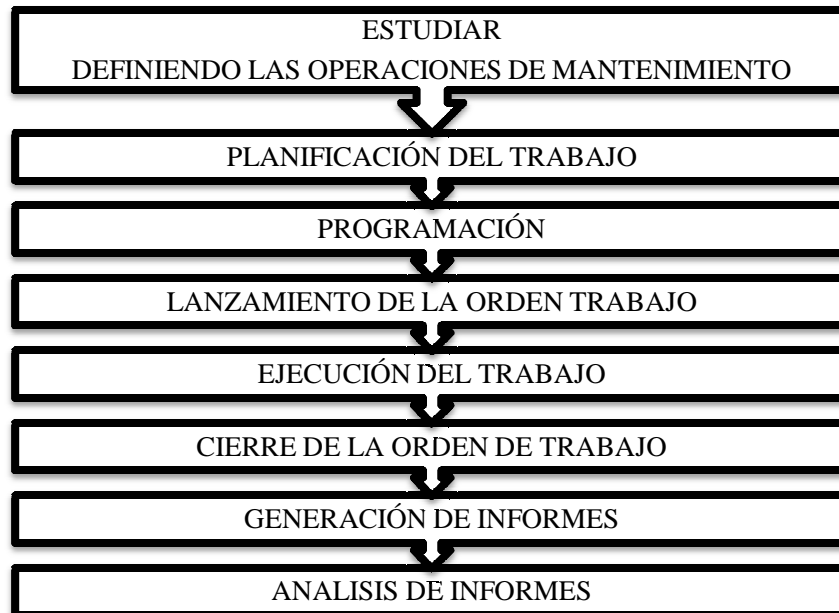 ESTUDIAR
DEFINIENDO LAS OPERACIONES DE MANTENIMIENTO
PLANIFICACIÓN DEL TRABAJO
PROGRAMACIÓN
LANZAMIENTO DE LA ORDEN TRABAJO
EJECUCIÓN DEL TRABAJO
CIERRE DE LA ORDEN DE TRABAJO
GENERACIÓN DE INFORMES
ANALISIS DE INFORMES